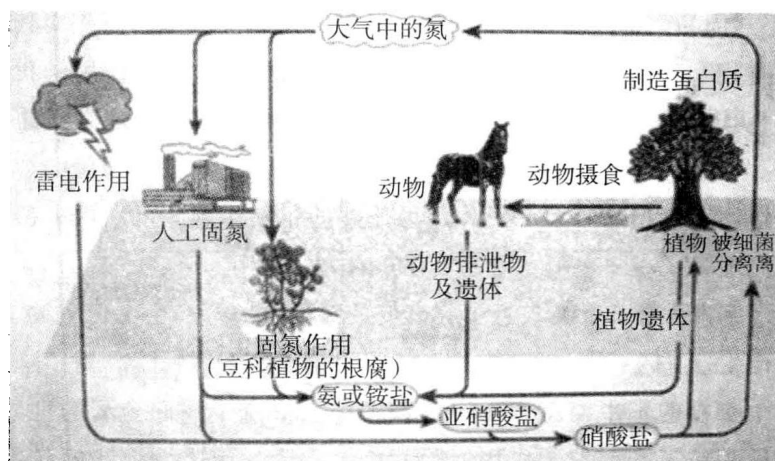 大气中的氮
制造蛋白质
雷电作用
动物
动物摄食
人工固氮
植物
被细菌
分离离
动物排泄物
及遗体
植物遗体
固氮作用
(豆科植物的根腐)
氨或铵盐
亚硝酸盐
硝酸盐